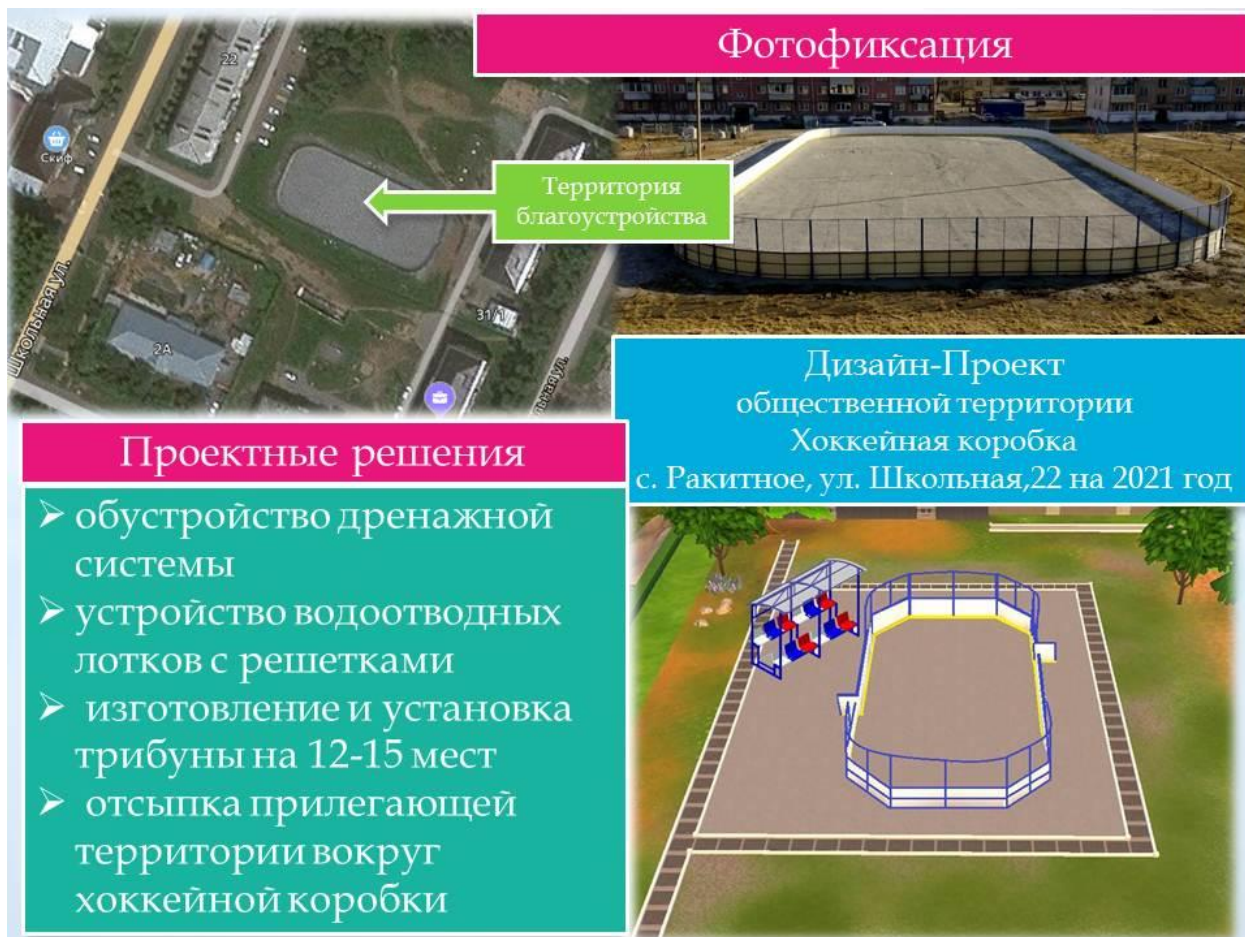 Фотофиксация
22
Скиф
Территория
благоустройства
Школьная ул.
2А
31/1
льная ул.
Дизайн-Проект
общественной территории
Хоккейная коробка
с. Ракитное, ул. Школьная,22 на 2021 год
Проектные решения
➢ обустройство дренажной
системы
➢ устройство водоотводных
лотков с решетками
➢ изготовление и установка
трибуны на 12-15 мест
➢ отсыпка прилегающей
территории вокруг
хоккейной коробки